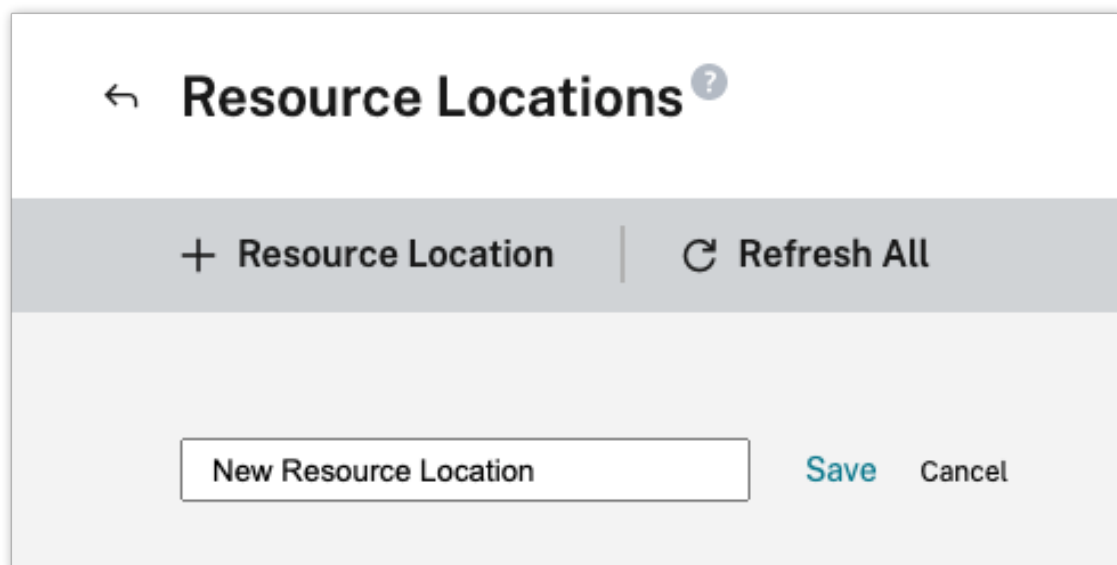 Resource Locations ?
+ Resource Location | Refresh All
New Resource Location Save Cancel